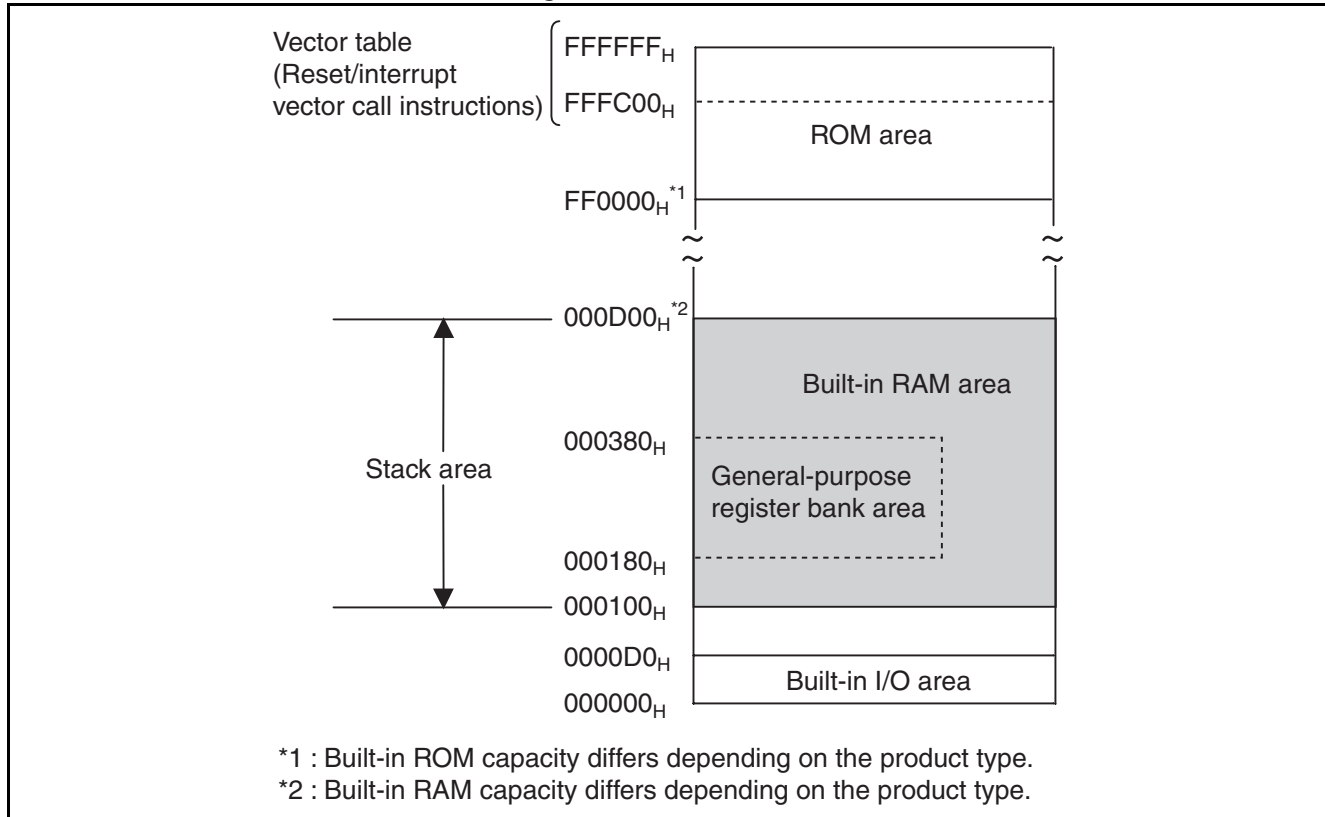 Vector table
(Reset/interrupt
vector call instructions)
FFFFFFH
FFFC00H
ROM area
FF0000H*1
000D00H*2
Built-in RAM area
000380H
Stack area
General-purpose
register bank area
000180H
000100H
0000D0H
Built-in I/O area
000000H
*1 : Built-in ROM capacity differs depending on the product type.
*2 : Built-in RAM capacity differs depending on the product type.